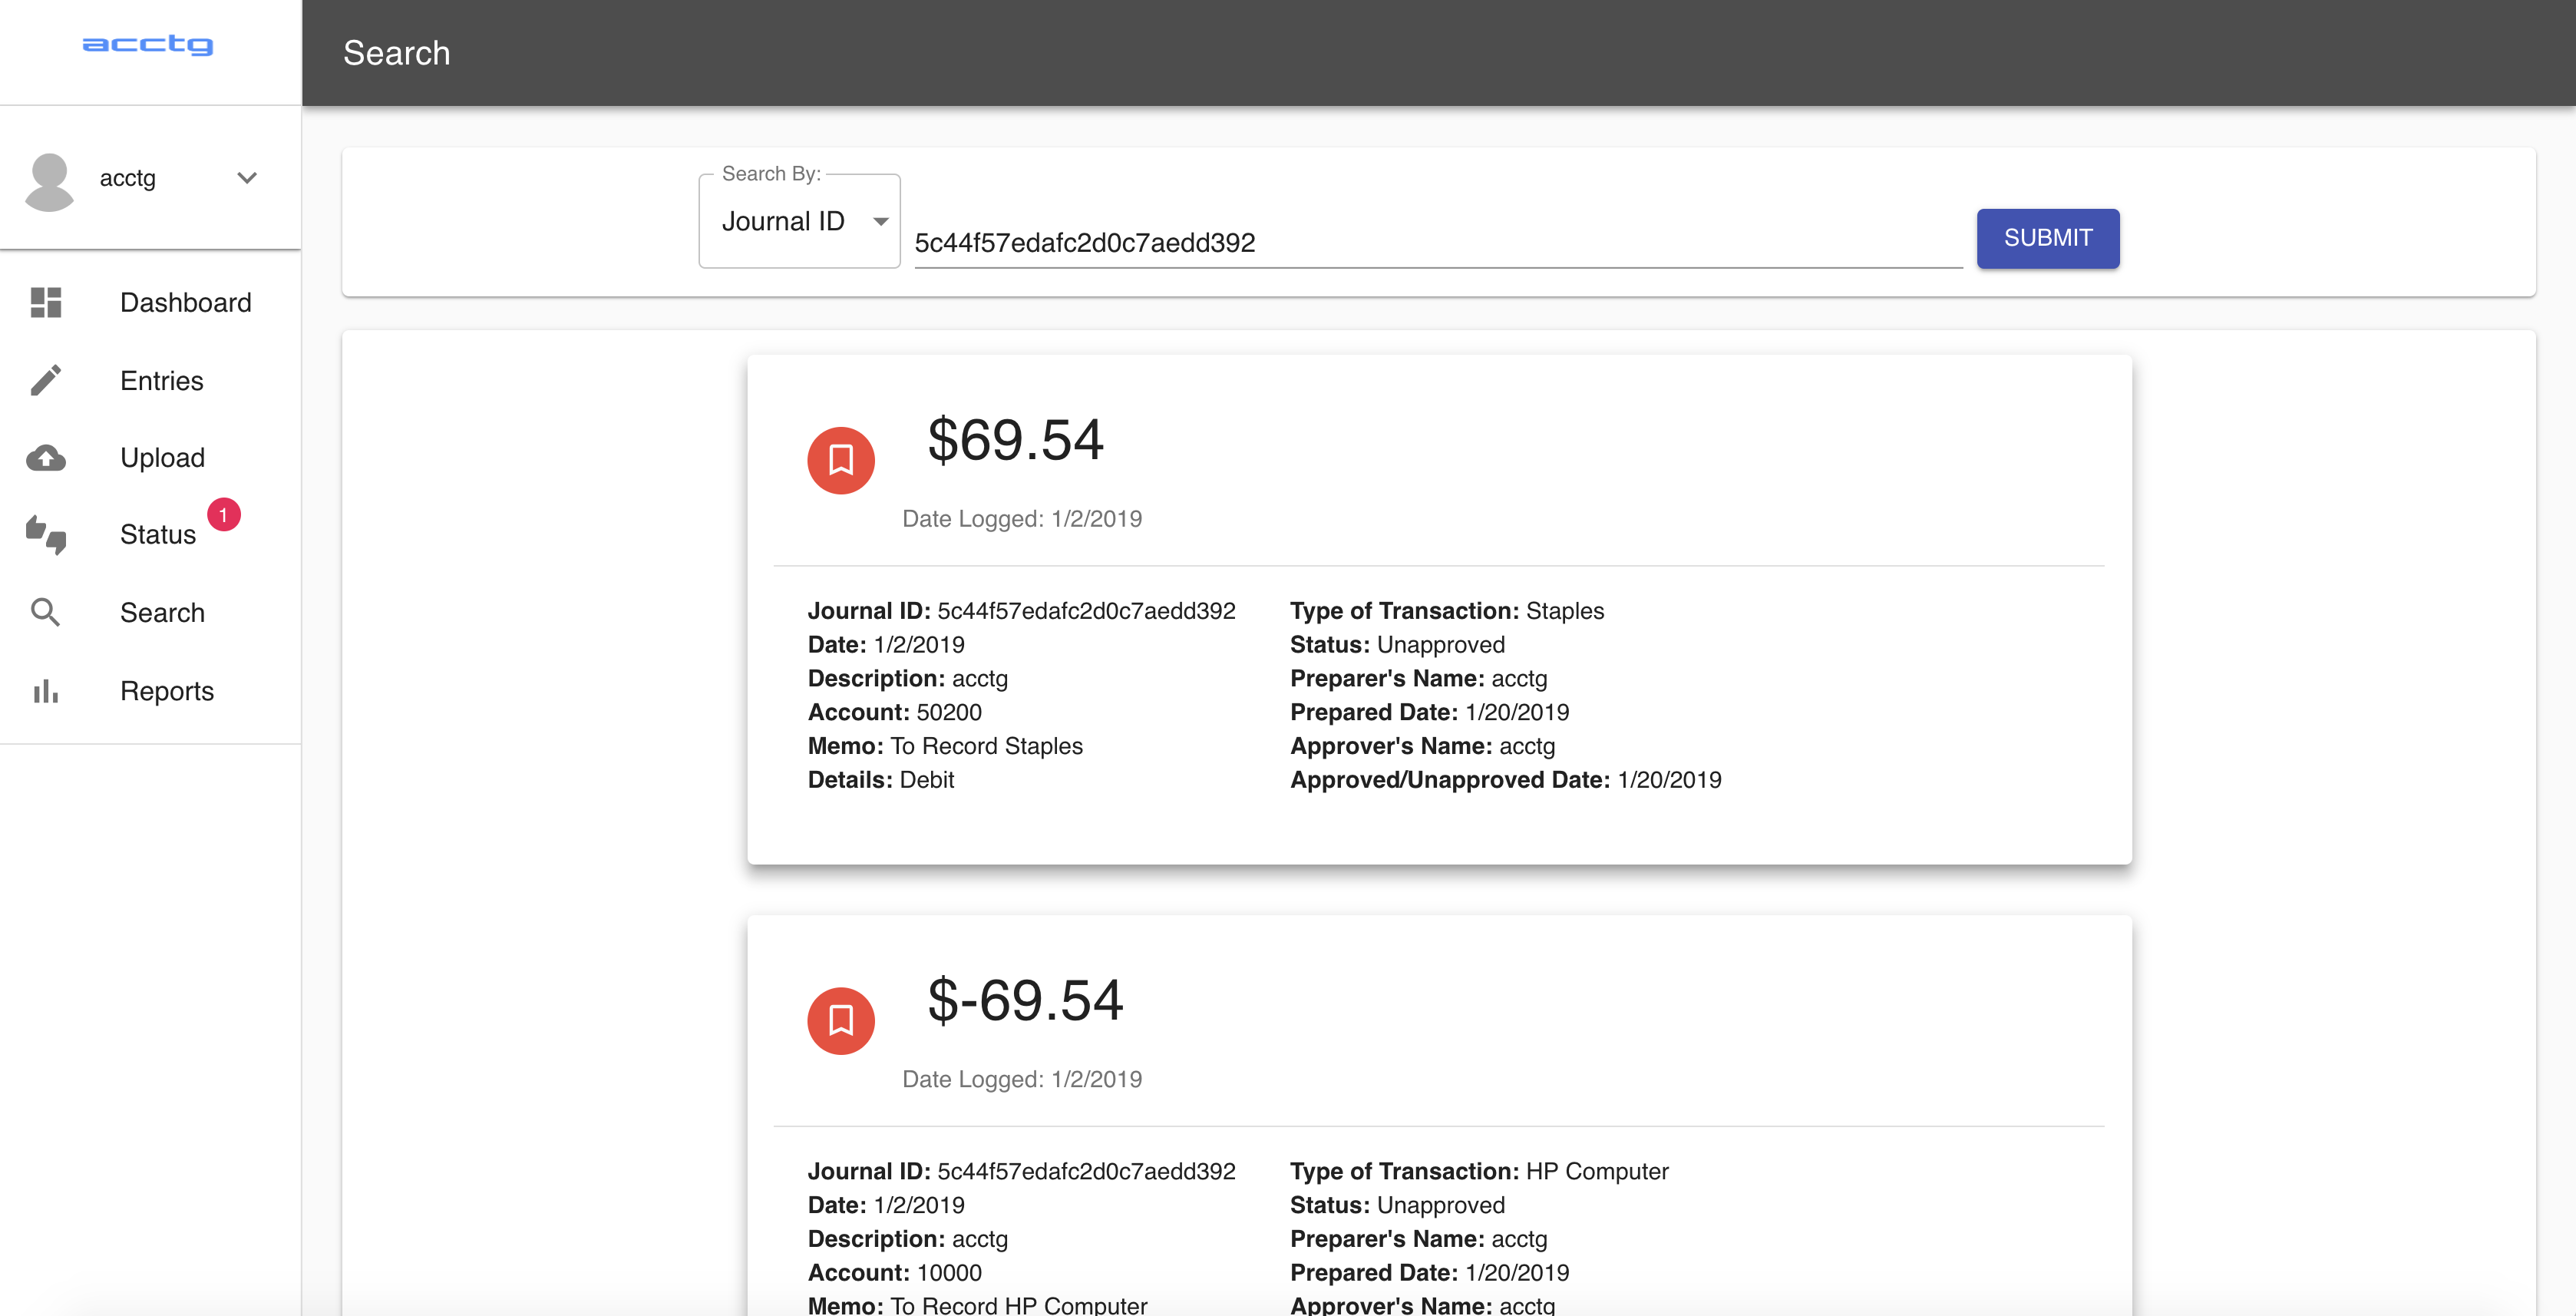 acctg
Search
acctg
Dashboard
Entries
Upload
Status
1
Search
Reports
Search By:
Journal ID
5c44f57edafc2d0c7aedd392
SUBMIT
$69.54
Date Logged: 1/2/2019
Journal ID: 5c44f57edafc2d0c7aedd392
Date: 1/2/2019
Description: acctg
Account: 50200
Memo: To Record Staples
Details: Debit
Type of Transaction: Staples
Status: Unapproved
Preparer's Name: acctg
Prepared Date: 1/20/2019
Approver's Name: acctg
Approved/Unapproved Date: 1/20/2019
$-69.54
Date Logged: 1/2/2019
Journal ID: 5c44f57edafc2d0c7aedd392
Date: 1/2/2019
Description: acctg
Account: 10000
Memo: To Record HP Computer
Type of Transaction: HP Computer
Status: Unapproved
Preparer's Name: acctg
Prepared Date: 1/20/2019
Approver's Name: acctg